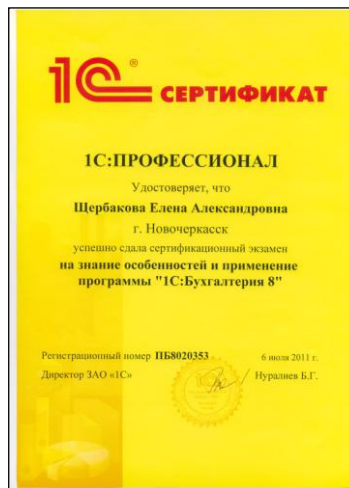 1С® СЕРТИФИКАТ
1С:ПРОФЕССИОНАЛ
Удостоверяет, что
Щербакова Елена Александровна
г. Новочеркасск
успешно сдала сертификационный экзамен
на знание особенностей и применение
программы "1С:Бухгалтерия 8"
Регистрационный номер ПБ8020353 6 июля 2011 г.
Директор ЗАО «1С» Нуралиев Б.Г.